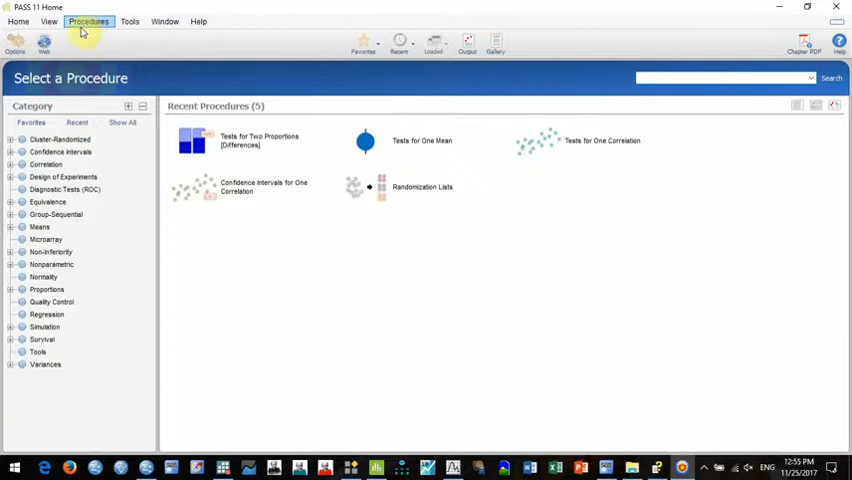 PASS 11 Home
Home View Procedures Tools Window Help
Options Web Favorites Recent Loaded Output Gallery Chapter PDF Help
Select a Procedure
Search
Category
Recent Procedures (5)
Favorites Recent Show All
Cluster-Randomized
Confidence Intervals
Correlation
Design of Experiments
Diagnostic Tests (ROC)
Equivalence
Group-Sequential
Means
Microarray
Non-Inferiority
Nonparametric
Normality
Proportions
Quality Control
Regression
Simulation
Survival
Tools
Variances
Tests for Two Proportions
[Differences]
Tests for One Mean
Tests for One Correlation
Confidence Intervals for One
Correlation
Randomization Lists
ENG
12:55 PM
11/25/2017